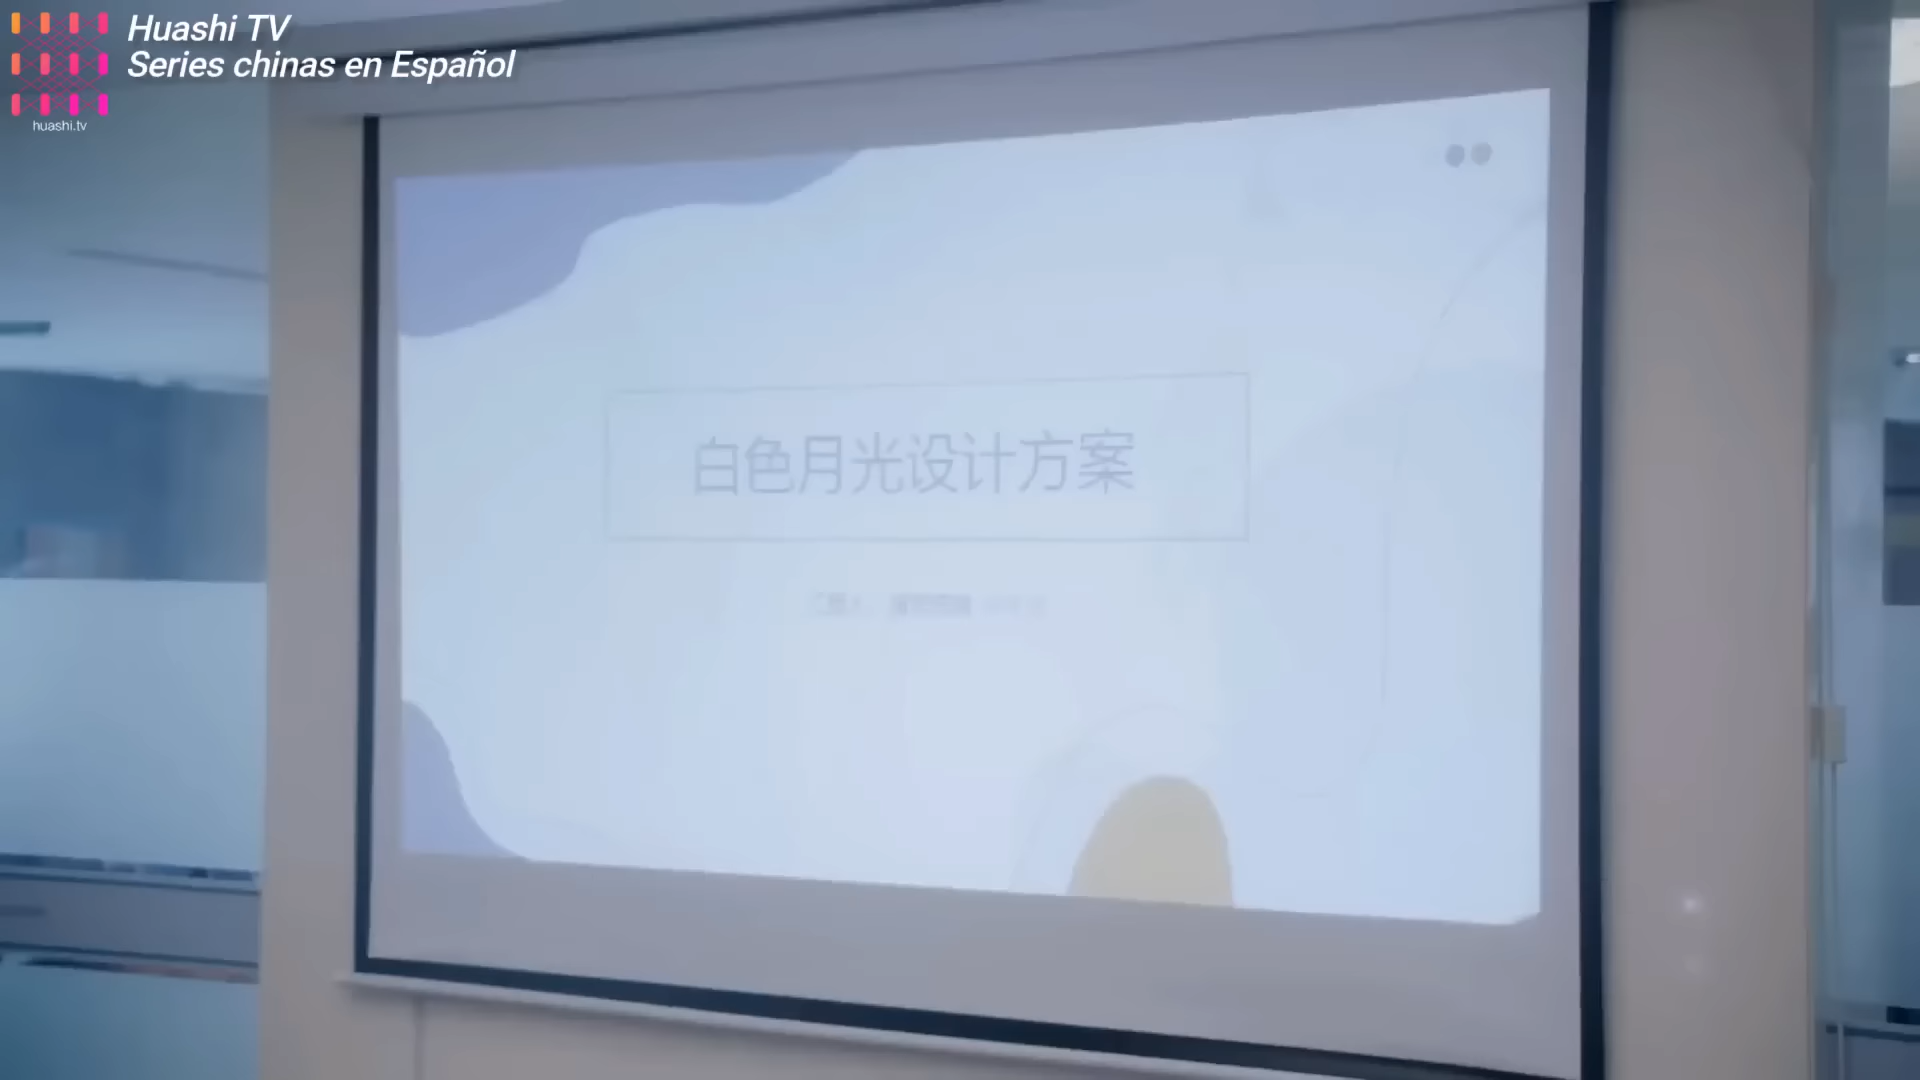 Huashi TV
Series chinas en Español
huashi.tv
白色月光设计方案